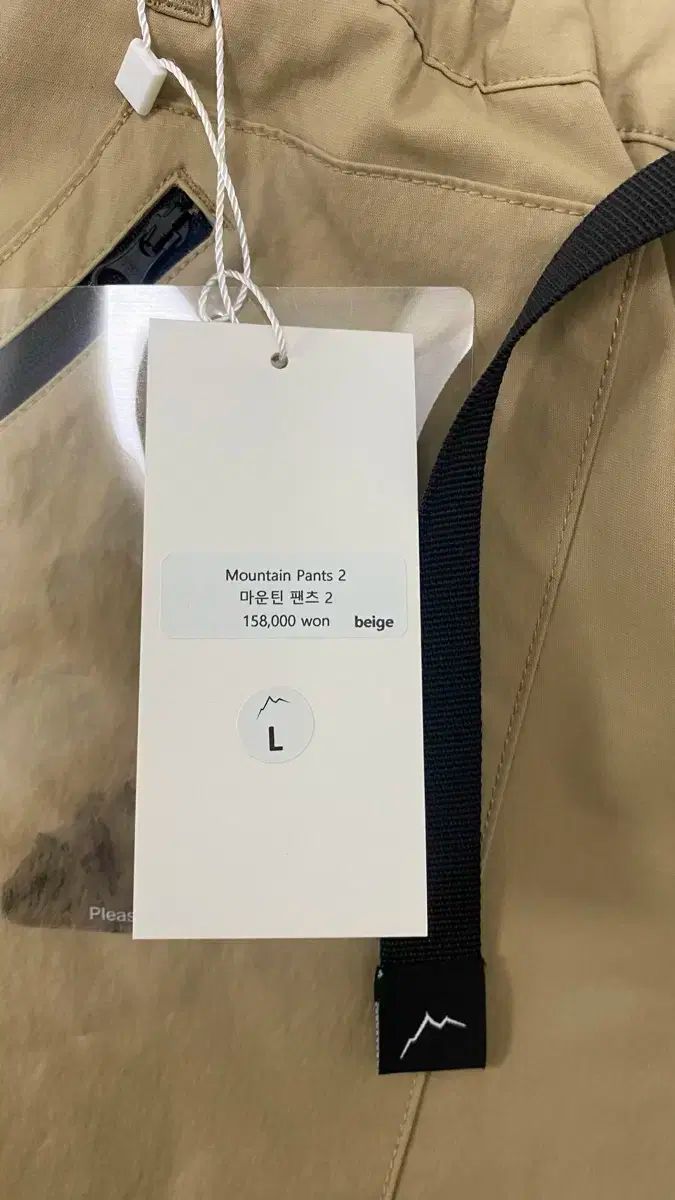 Mountain Pants 2
마운틴 팬츠 2
158,000 won beige
L
Pleas